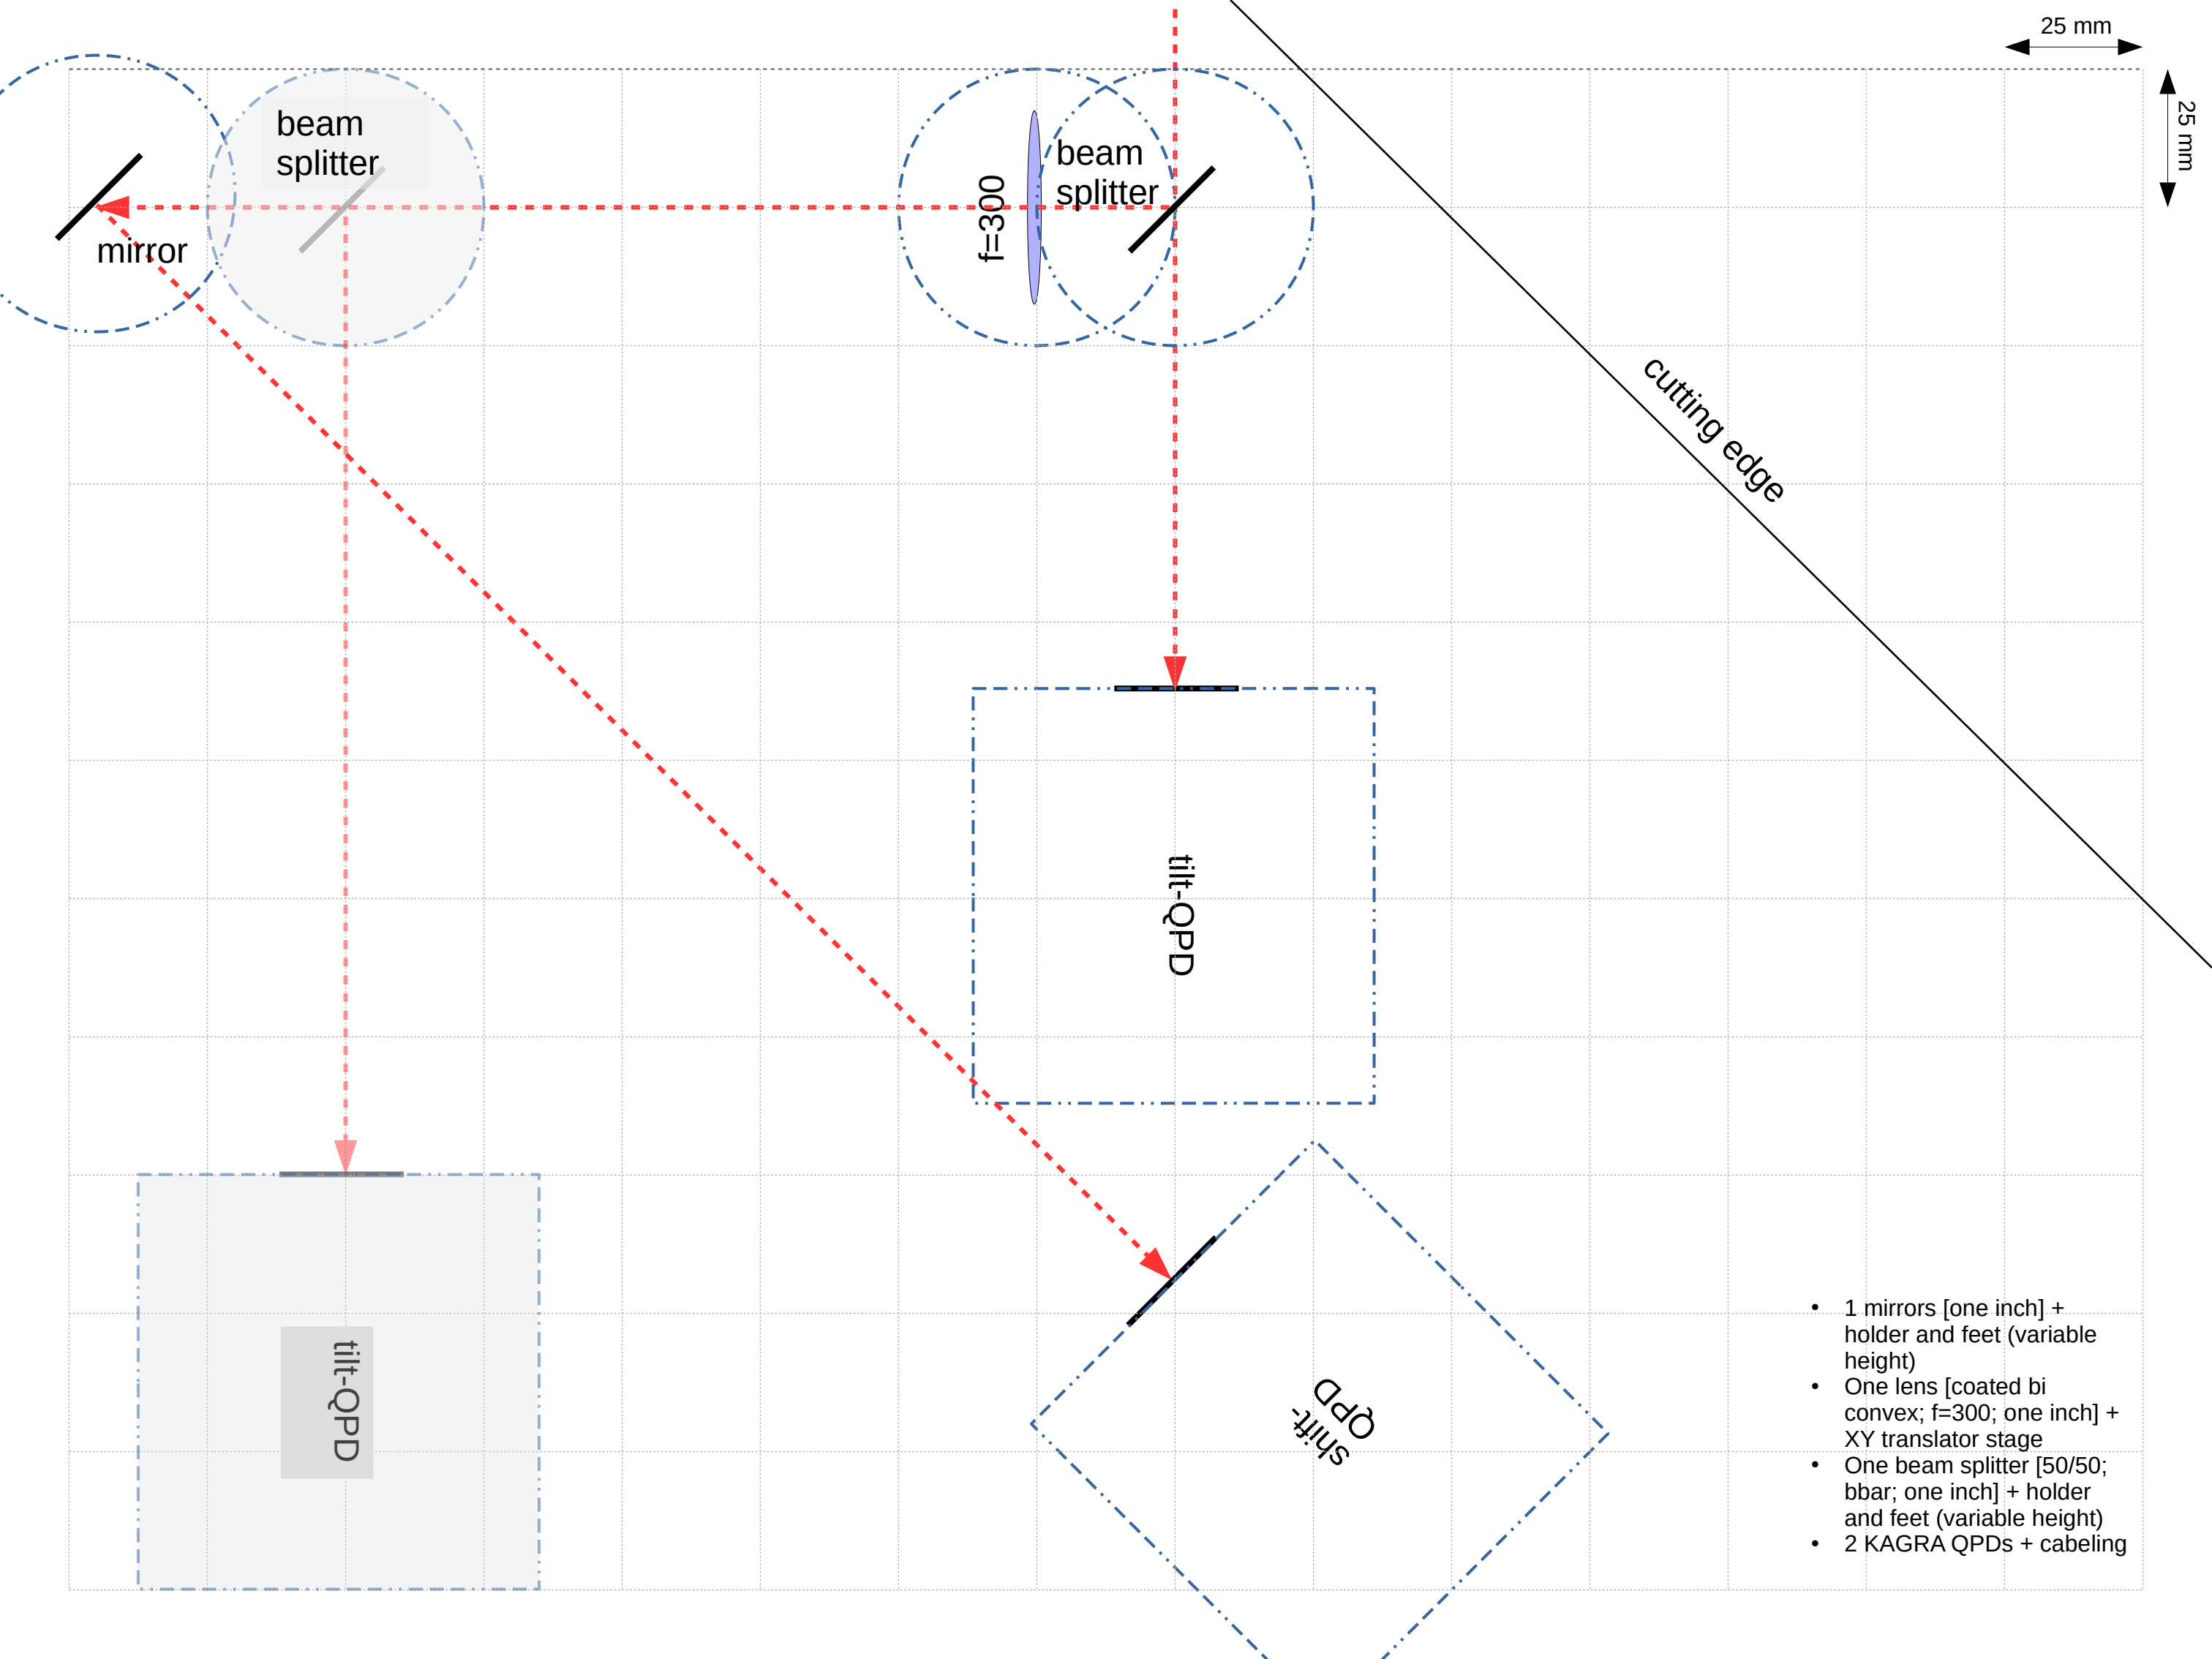 25 mm
25 mm
beam
splitter
beam
splitter
f=300
mirror
cutting edge
tilt-QPD
tilt-QPD
shift-
QPD
• 1 mirrors [one inch] +
holder and feet (variable
height)
• One lens [coated bi
convex; f=300; one inch] +
XY translator stage
• One beam splitter [50/50;
bbar; one inch] + holder
and feet (variable height)
• 2 KAGRA QPDs + cabeling